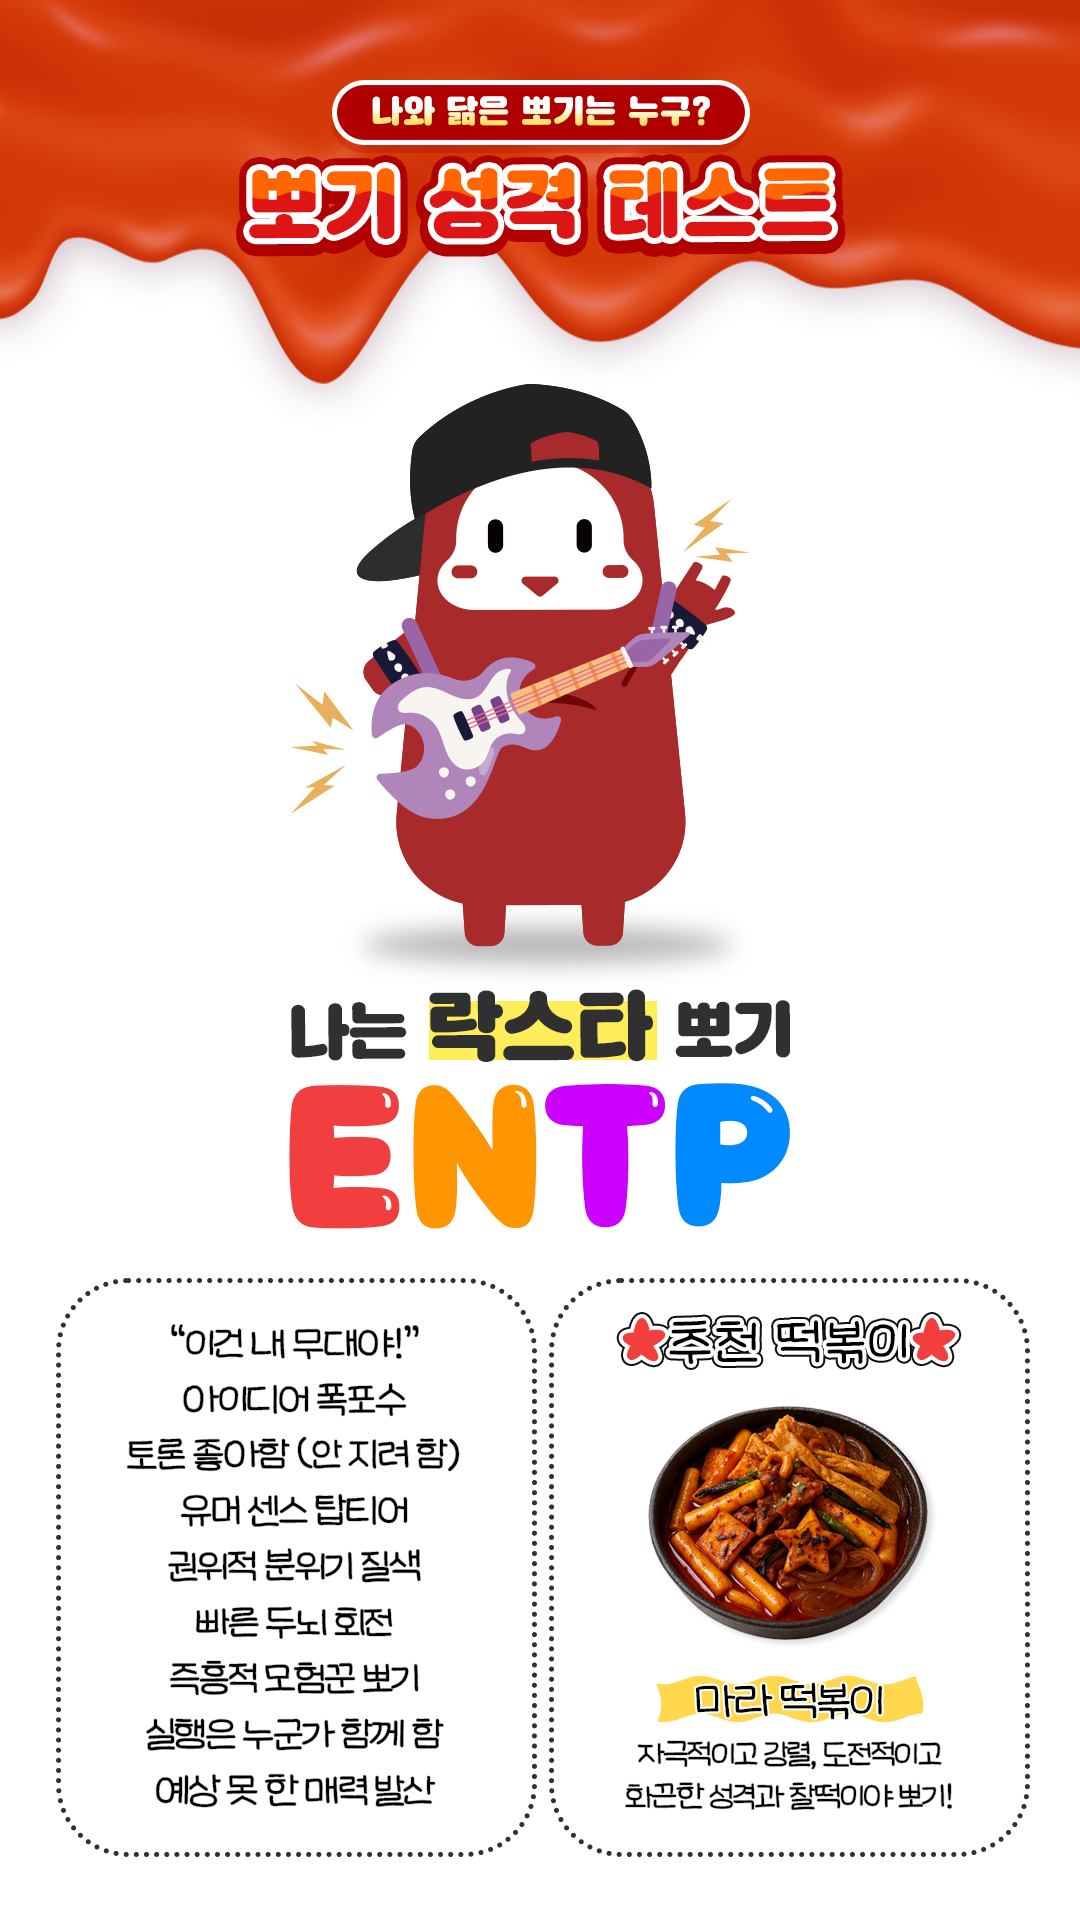 나와 닮은 뽀기는 누구?
뽀기 성격 테스트
나는 락스타 뽀기
ENTP
“이건 내 무대야!”
아이디어 폭포수
토론 좋아함 (안 지려 함)
유머 센스 탑티어
권위적 분위기 질색
빠른 두뇌 회전
즉흥적 모험꾼 뽀기
실행은 누군가 함께 함
예상 못 한 매력 발산
추천 떡볶이
마라 떡볶이
자극적이고 강렬, 도전적이고
화끈한 성격과 찰떡이야 뽀기!